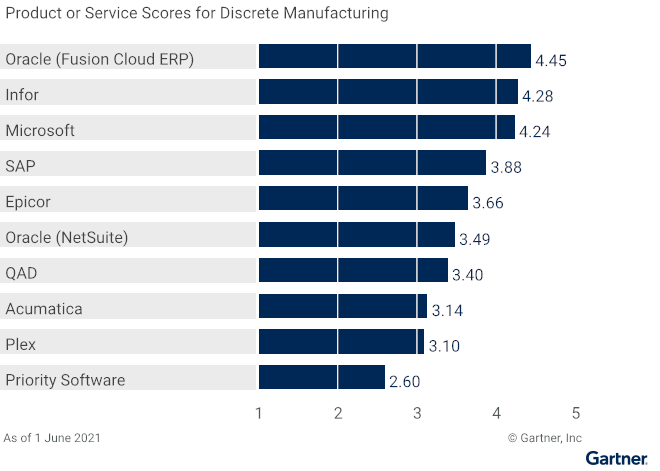 Product or Service Scores for Discrete Manufacturing
Oracle (Fusion Cloud ERP) 4.45
Infor 4.28
Microsoft 4.24
SAP 3.88
Epicor 3.66
Oracle (NetSuite) 3.49
QAD 3.40
Acumatica 3.14
Plex 3.10
Priority Software 2.60
1 2 3 4 5
As of 1 June 2021 © Gartner, Inc
Gartner